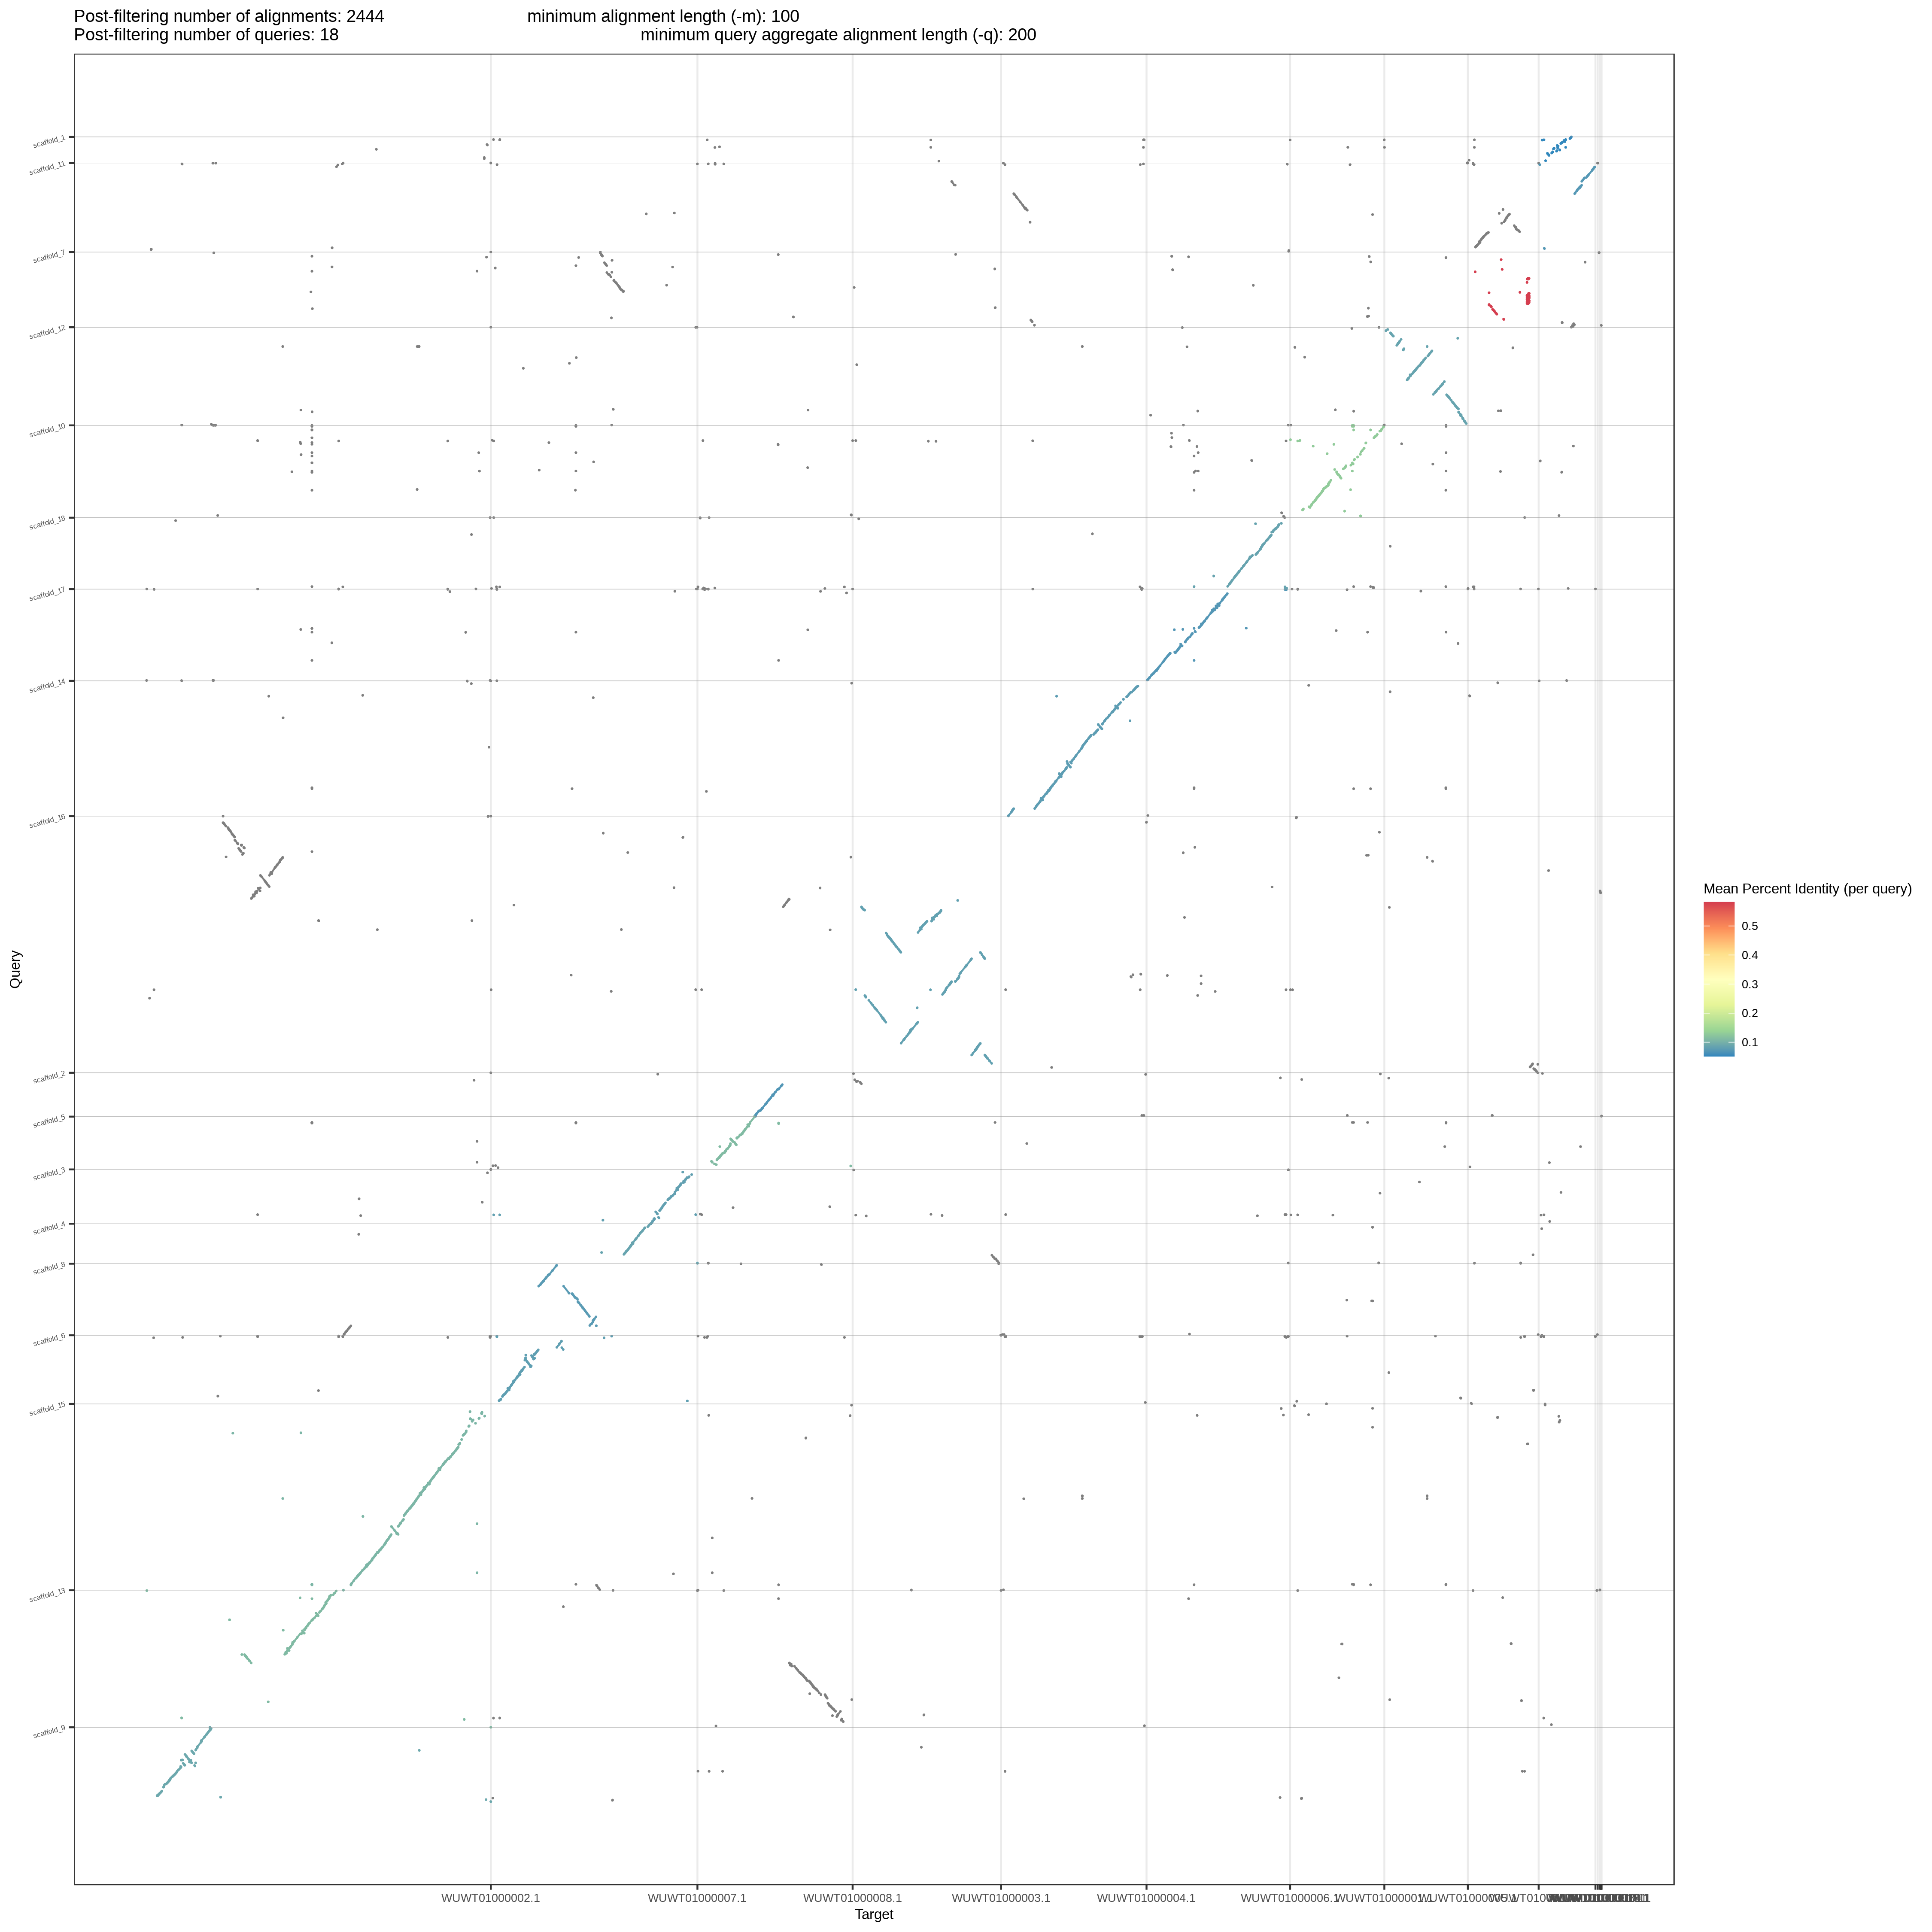 Post-filtering number of alignments: 2444 minimum alignment length (-m): 100
Post-filtering number of queries: 18 minimum query aggregate alignment length (-q): 200
scaffold_1
scaffold_11
scaffold_7
scaffold_12
scaffold_10
scaffold_18
scaffold_17
scaffold_14
scaffold_16
scaffold_2
scaffold_5
scaffold_3
scaffold_4
scaffold_8
scaffold_6
scaffold_15
scaffold_13
scaffold_9
Query
Mean Percent Identity (per query)
0.5
0.4
0.3
0.2
0.1
WUWT01000002.1 WUWT01000007.1 WUWT01000008.1 WUWT01000003.1 WUWT01000004.1 WUWT01000006.1
Target